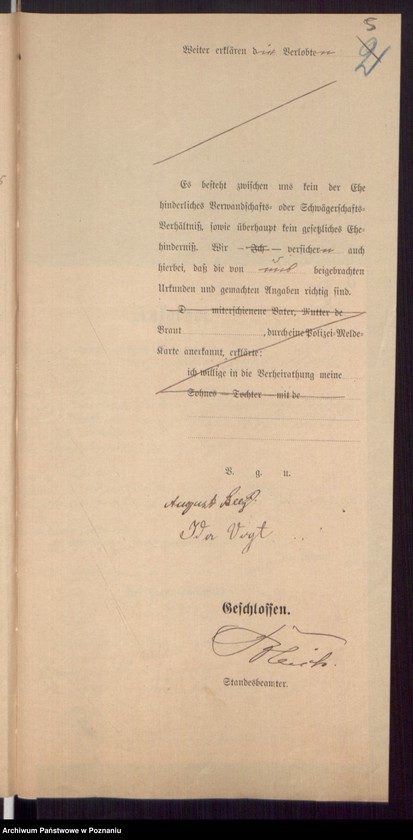 5
2
Weiter erklären die Verlobten
Es besteht zwischen uns kein der Ehe
hinderliches Verwandschafts- oder Schwägerschafts-
Verhältniß, sowie überhaupt kein gesetzliches Ehe-
hinderniß. Wir — Ich — versichern auch
hierbei, daß die von uns beigebrachten
Urkunden und gemachten Angaben richtig sind.
D miterschienene Vater, Mutter de
Braut , durch eine Polizei-Melde-
Karte anerkannt, erklärte:
ich willige in die Verheirathung meine
Sohnes — Tochter — mit de
V. g. u.
August
Ida Vogt
Geschlossen.
Standesbeamter.
Archiwum Państwowe w Poznaniu